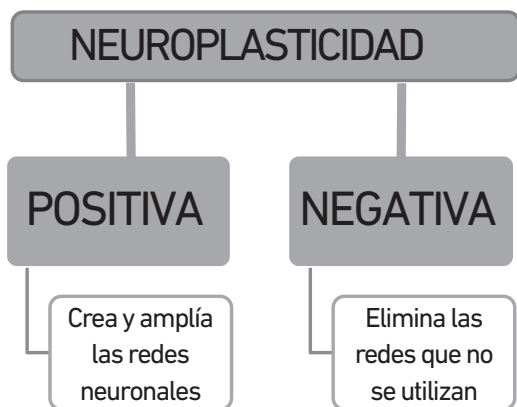 NEUROPLASTICIDAD
POSITIVA
NEGATIVA
Crea y amplía
las redes
neuronales
Elimina las
redes que no
se utilizan